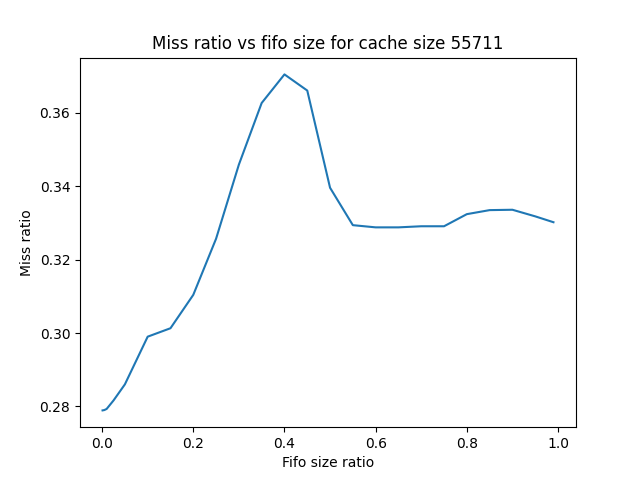 Miss ratio vs fifo size for cache size 55711
Miss ratio
0.36
0.34
0.32
0.30
0.28
0.0 0.2 0.4 0.6 0.8 1.0
Fifo size ratio